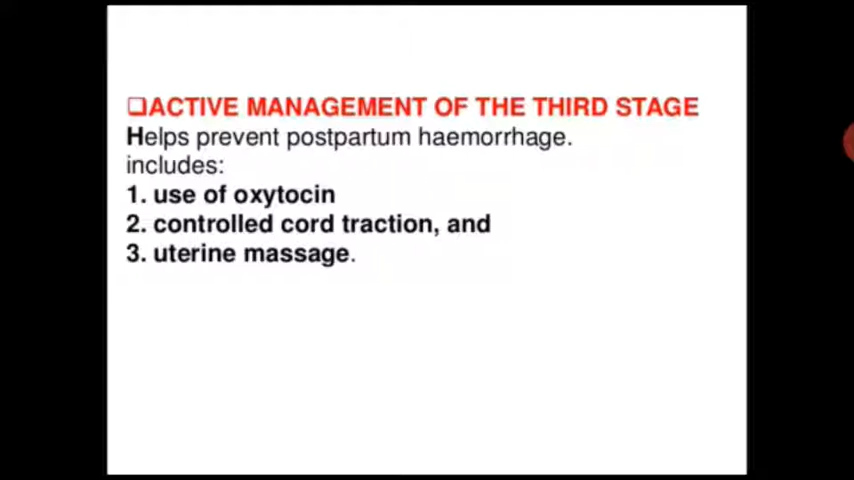 ❑ACTIVE MANAGEMENT OF THE THIRD STAGE
Helps prevent postpartum haemorrhage.
includes:
1. use of oxytocin
2. controlled cord traction, and
3. uterine massage.